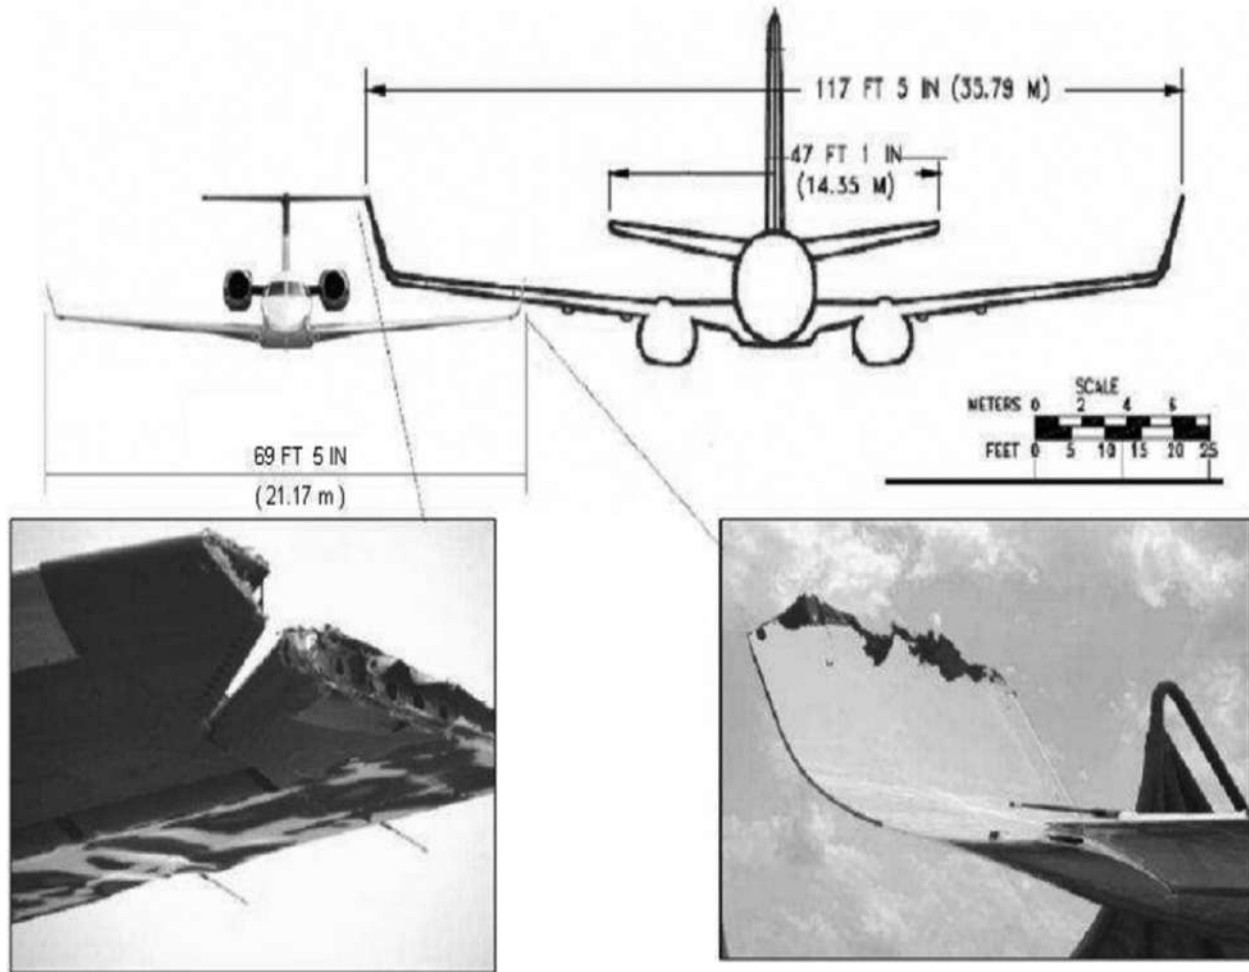 117 FT 5 IN (35.79 M)
47 FT 1 IN
(14.35 M)
SCALE
METERS 0 2 4 6
FEET 0 5 10 15 20 25
69 FT 5 IN
(21.17 m)